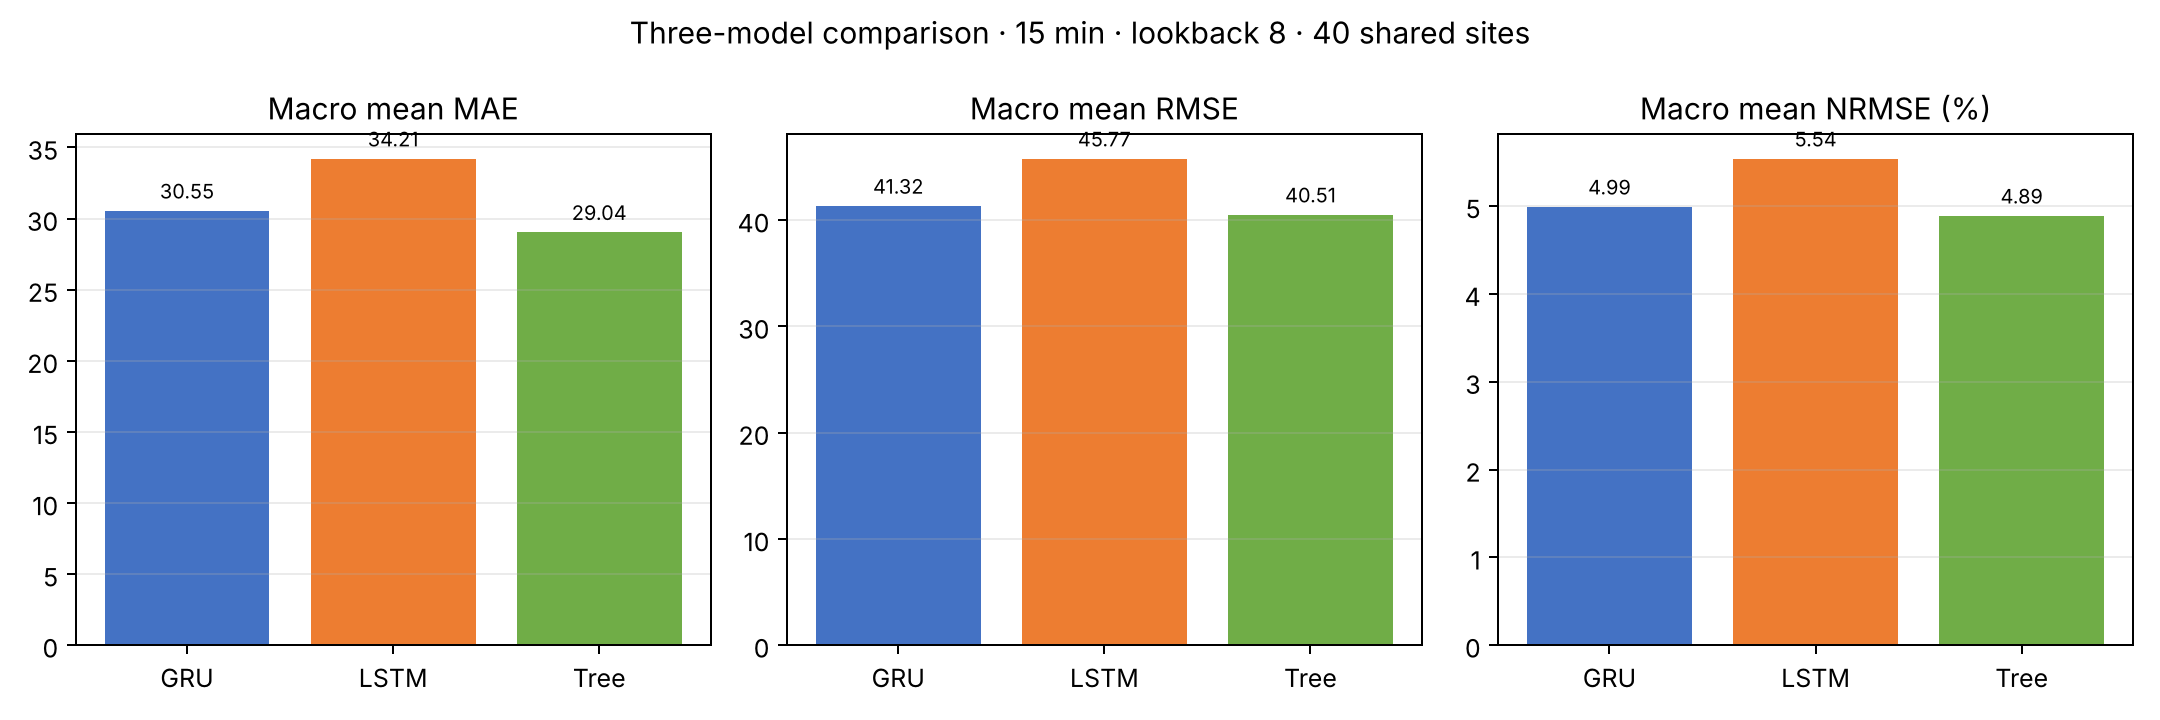 Three-model comparison · 15 min · lookback 8 · 40 shared sites
Macro mean MAE
35
30
25
20
15
10
5
0
30.55
34.21
29.04
GRU
LSTM
Tree
Macro mean RMSE
40
30
20
10
0
41.32
45.77
40.51
GRU
LSTM
Tree
Macro mean NRMSE (%)
5
4
3
2
1
0
4.99
5.54
4.89
GRU
LSTM
Tree